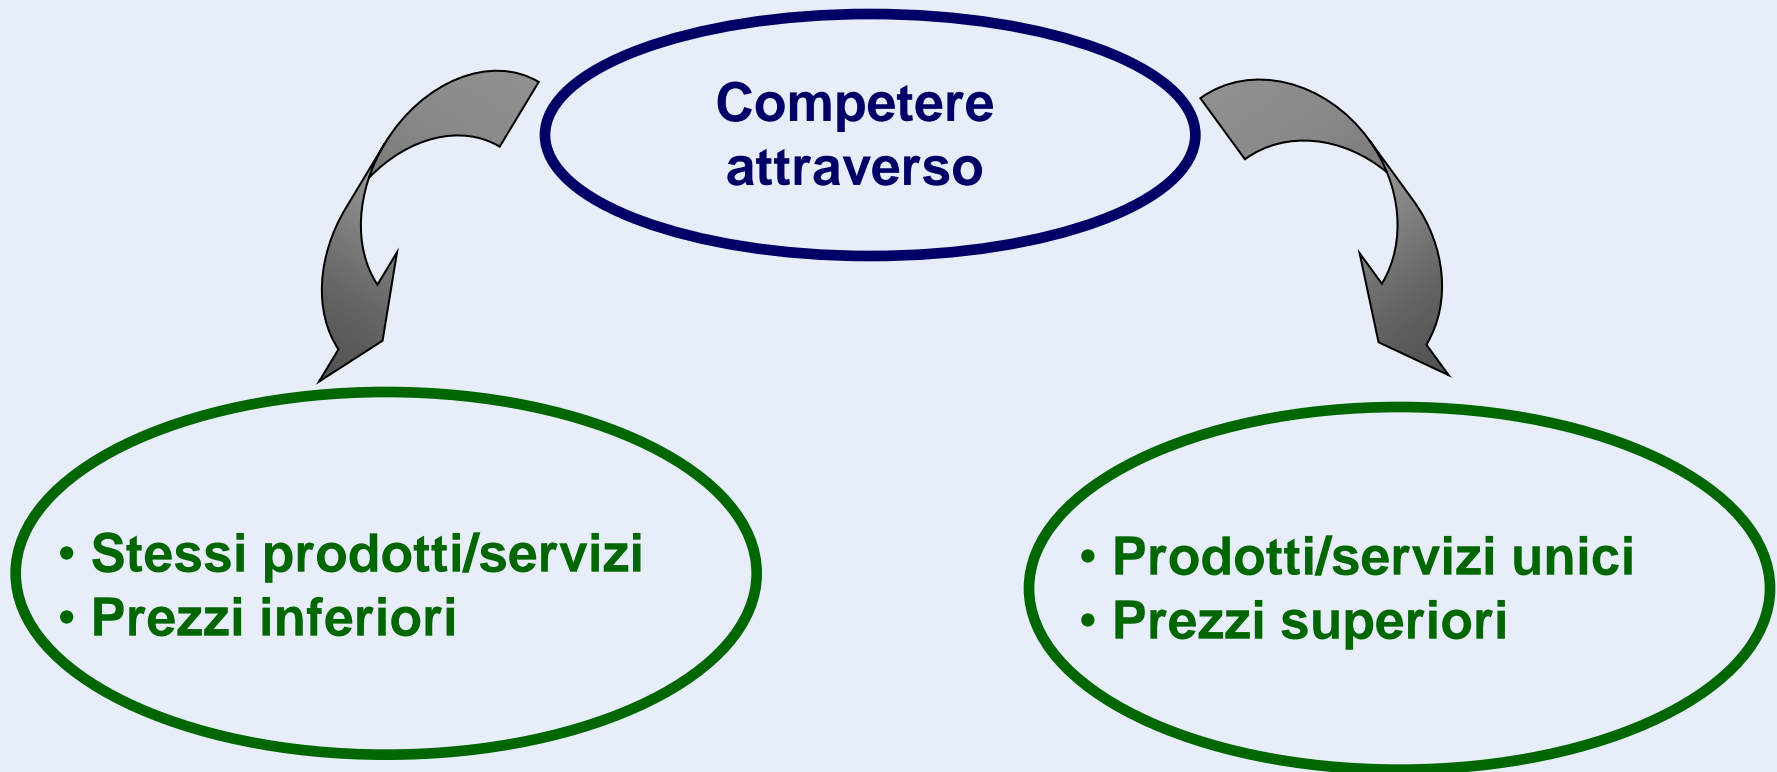 Competere
attraverso
• Stessi prodotti/servizi
• Prezzi inferiori
• Prodotti/servizi unici
• Prezzi superiori